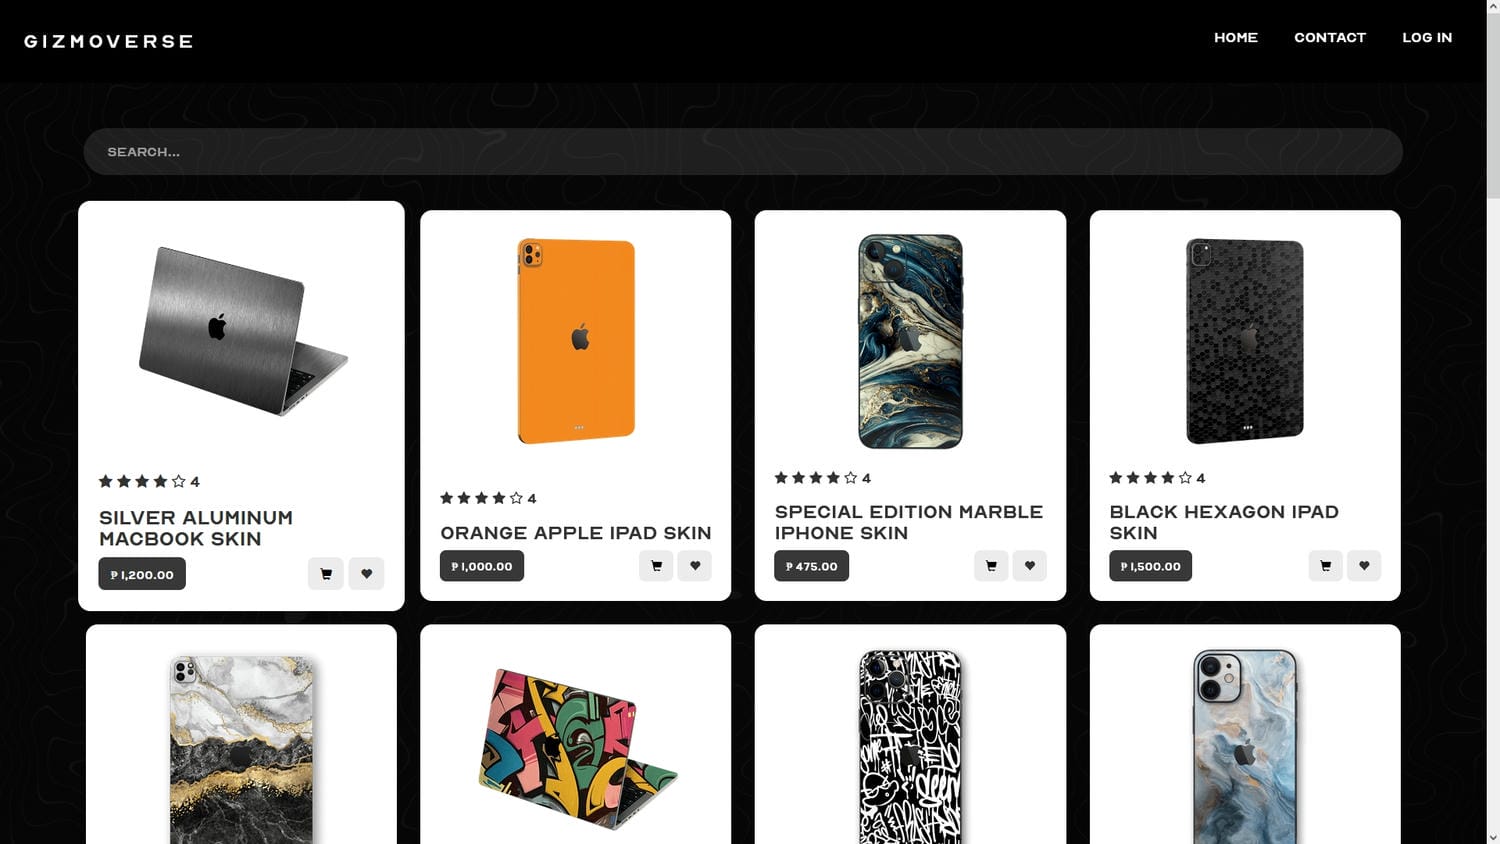 GIZMOVERSE
HOME CONTACT LOG IN
SEARCH...
4
SILVER ALUMINUM
MACBOOK SKIN
₱ 1,200.00
4
ORANGE APPLE IPAD SKIN
₱ 1,000.00
4
SPECIAL EDITION MARBLE
IPHONE SKIN
₱ 475.00
4
BLACK HEXAGON IPAD
SKIN
₱ 1,500.00